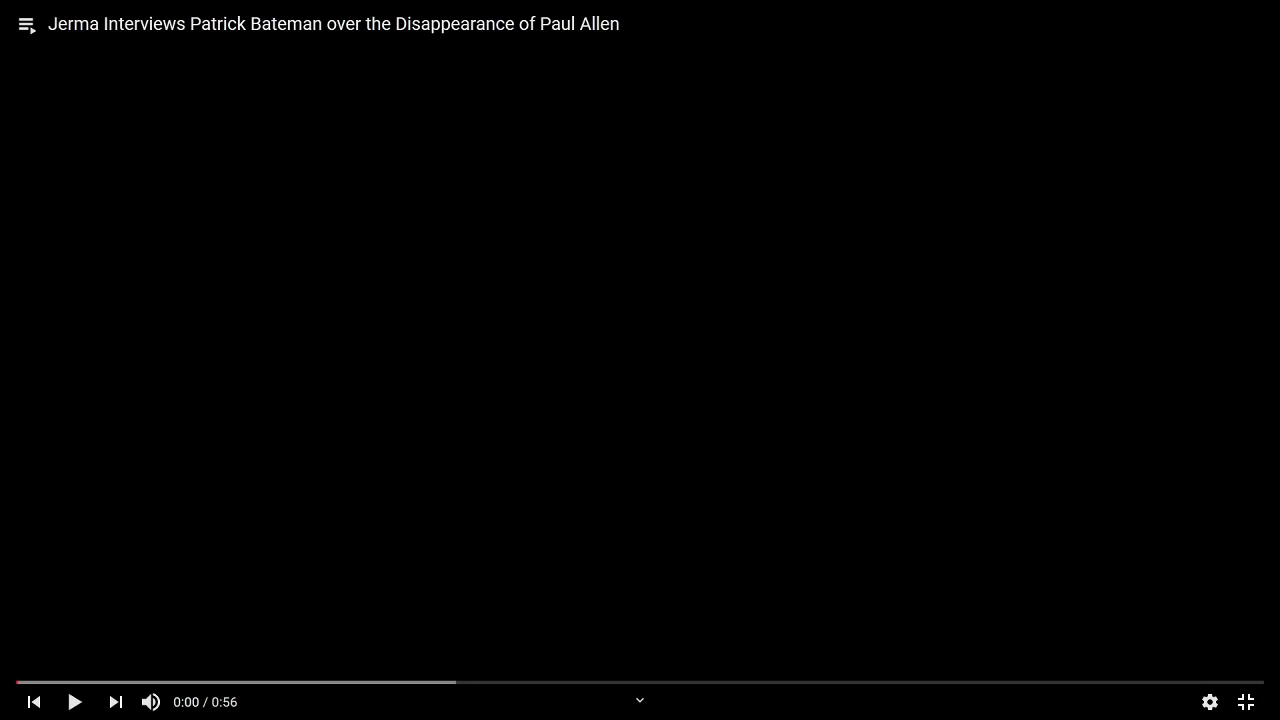 Jerma Interviews Patrick Bateman over the Disappearance of Paul Allen
0:00 / 0:56